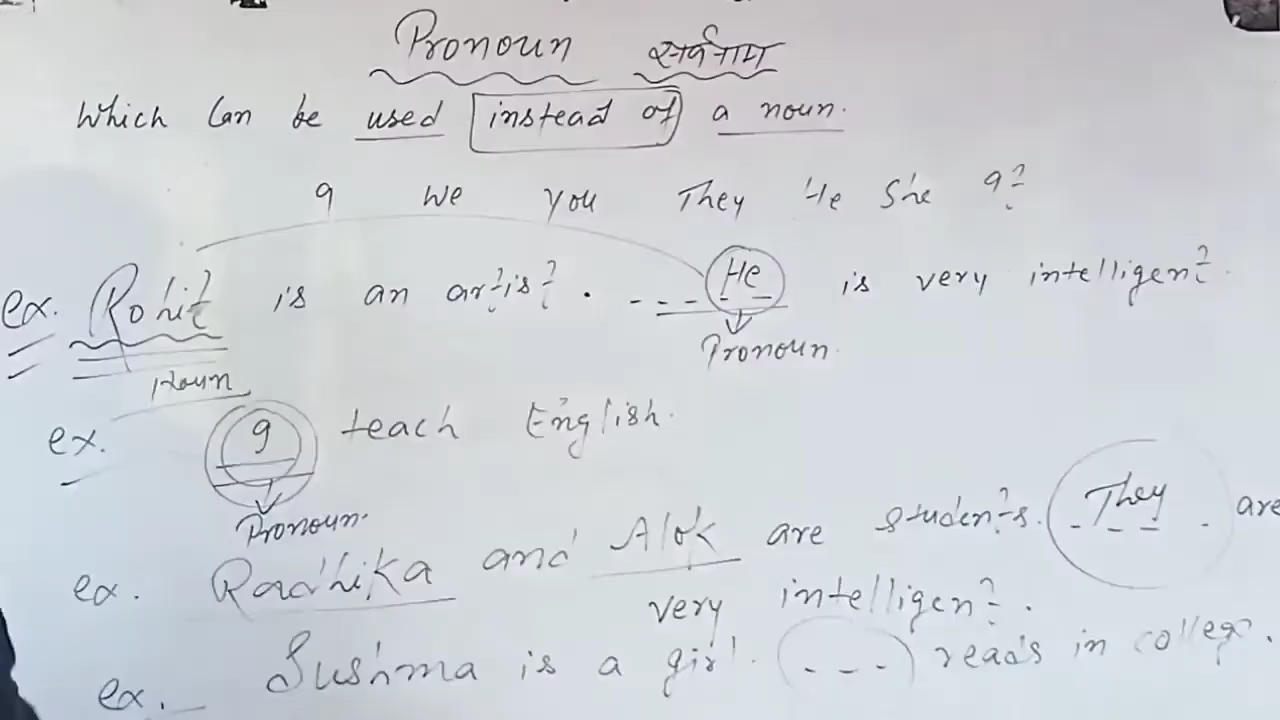 Pronoun सर्वनाम
Which Can be used instead of a noun.
I We You They He She It
ex. Rohit is an artist. ---He is very intelligent.
Pronoun.
Noun
ex. I teach English.
Pronoun.
ex. Radhika and Alok are students. They are
very intelligent.
ex. Sushma is a girl. --- reads in college.